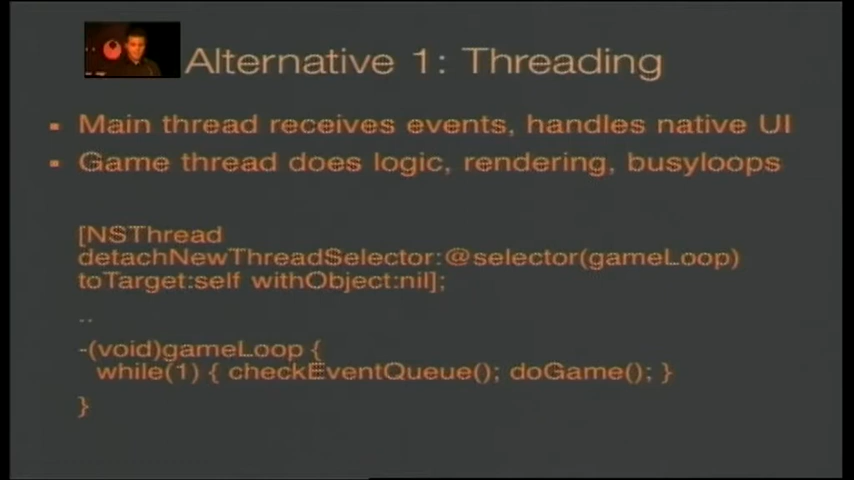 Alternative 1: Threading
▪ Main thread receives events, handles native UI
▪ Game thread does logic, rendering, busyloops
[NSThread
detachNewThreadSelector:@selector(gameLoop)
toTarget:self withObject:nil];
..
-(void)gameLoop {
while(1) { checkEventQueue(); doGame(); }
}